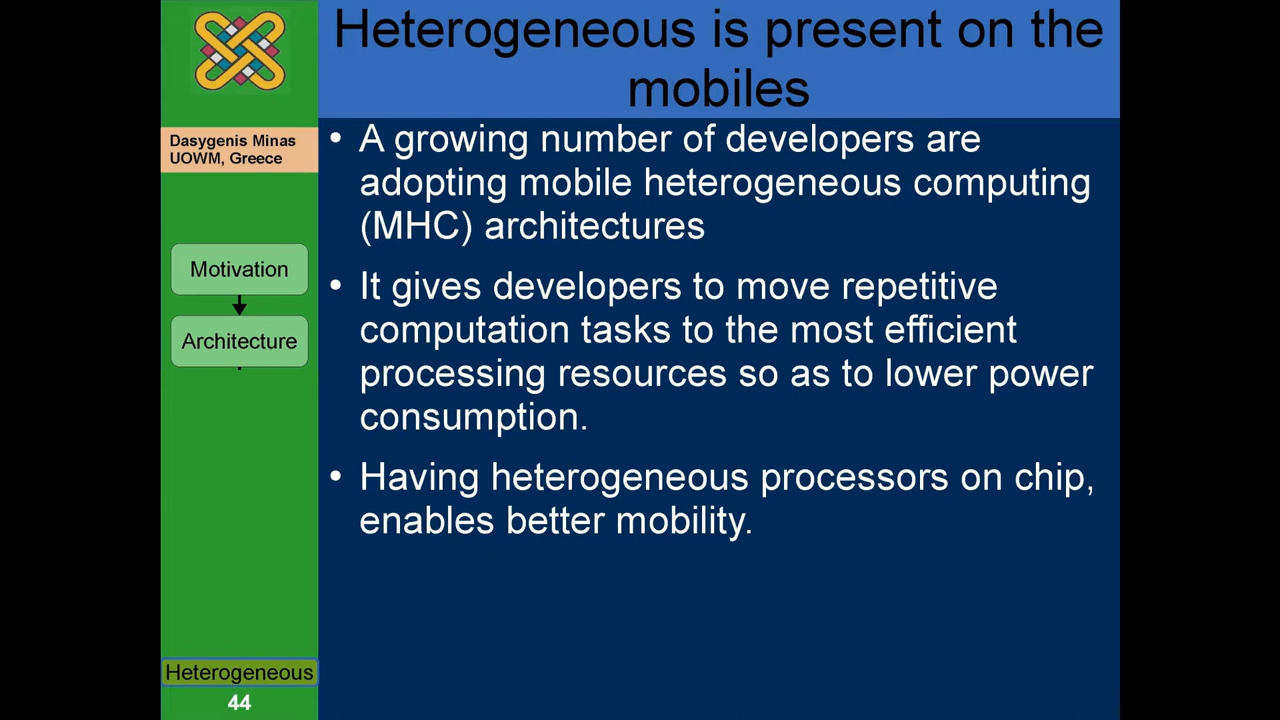 Heterogeneous is present on the
mobiles
Dasygenis Minas
UOWM, Greece
Motivation
Architecture
• A growing number of developers are
adopting mobile heterogeneous computing
(MHC) architectures
• It gives developers to move repetitive
computation tasks to the most efficient
processing resources so as to lower power
consumption.
• Having heterogeneous processors on chip,
enables better mobility.
Heterogeneous
44